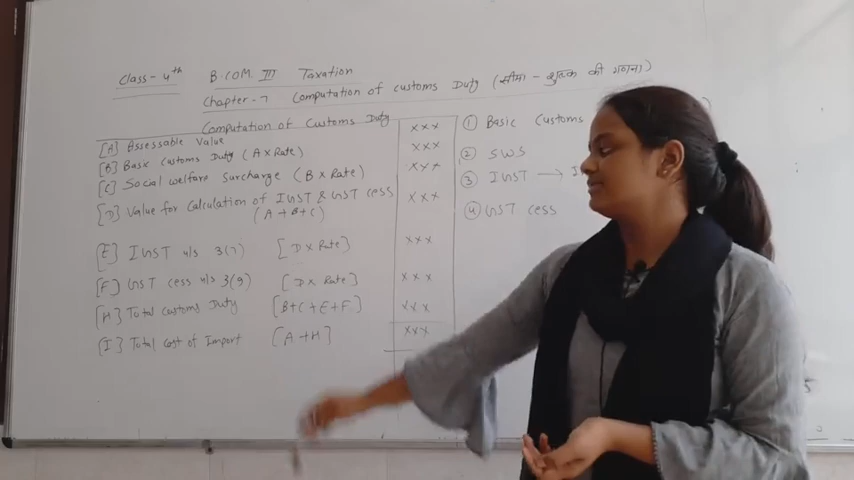 Class - 4th B.COM. III Taxation
Chapter - 7 Computation of customs Duty (सीमा - शुल्क की गणना)
Computation of Customs Duty
[A] Assessable Value xxx
[B] Basic Customs Duty (A x Rate) xxx
[C] Social welfare surcharge (B x Rate) xxx
[D] Value for Calculation of IGST & GST cess xxx
(A + B + C)
[E] IGST u/s 3(7) [D x Rate] xxx
[F] GST cess u/s 3(9) [D x Rate] xxx
[H] Total Customs Duty [B+C+E+F] xxx
[I] Total Cost of Import [A + H] xxx
① Basic Customs
② SWS
③ IGST →
④ GST cess